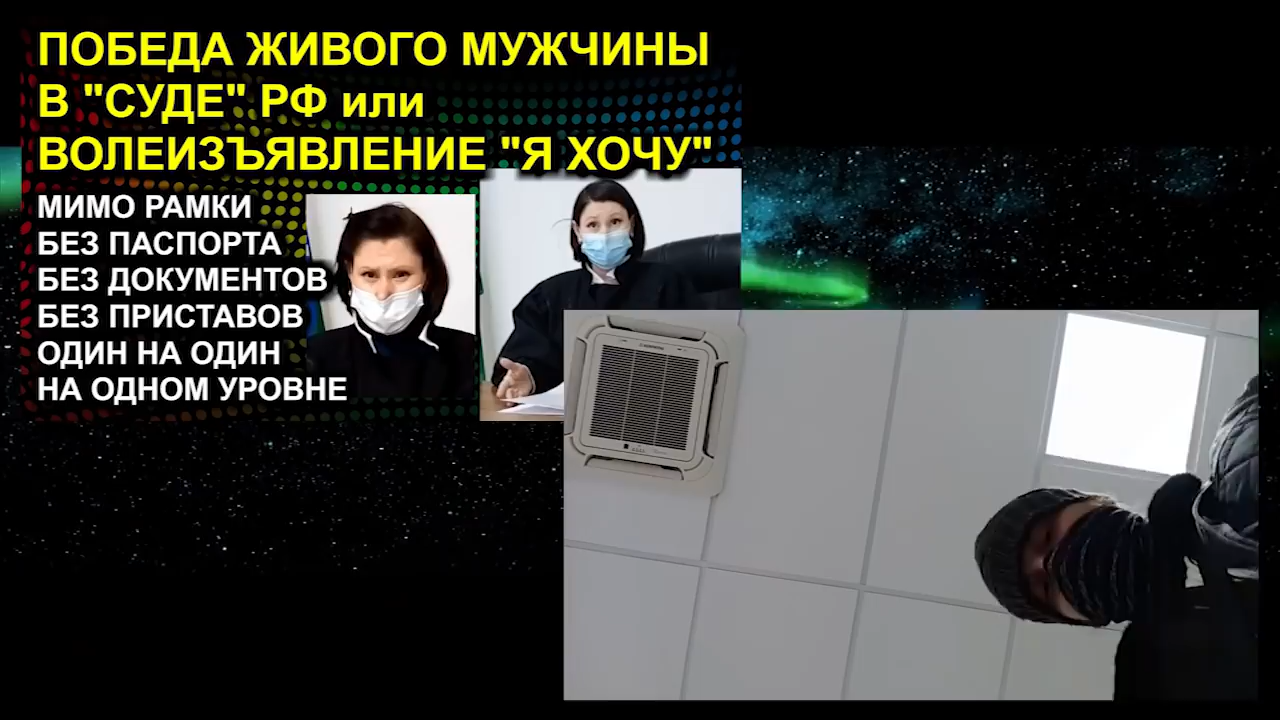 ПОБЕДА ЖИВОГО МУЖЧИНЫ
В "СУДЕ" РФ или
ВОЛЕИЗЪЯВЛЕНИЕ "Я ХОЧУ"
МИМО РАМКИ
БЕЗ ПАСПОРТА
БЕЗ ДОКУМЕНТОВ
БЕЗ ПРИСТАВОВ
ОДИН НА ОДИН
НА ОДНОМ УРОВНЕ